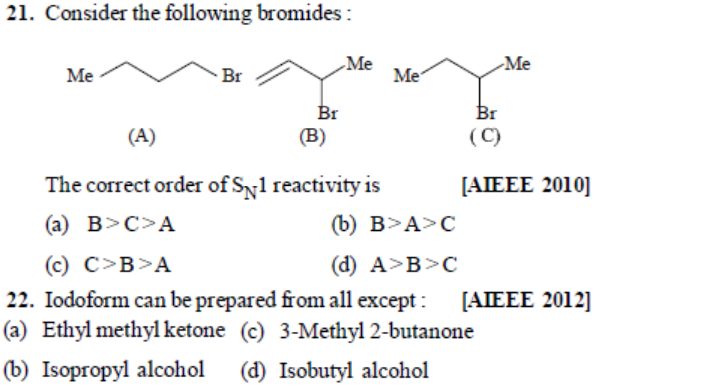 21. Consider the following bromides :
Me Br Me Br Me Me Br
(A) (B) (C)
The correct order of SN1 reactivity is [AIEEE 2010]
(a) B>C>A (b) B>A>C
(c) C>B>A (d) A>B>C
22. Iodoform can be prepared from all except : [AIEEE 2012]
(a) Ethyl methyl ketone (c) 3-Methyl 2-butanone
(b) Isopropyl alcohol (d) Isobutyl alcohol